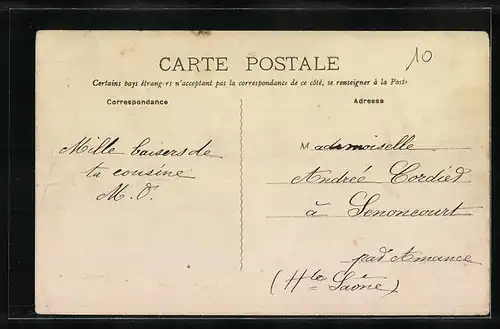 10
CARTE POSTALE
Certains pays étrangers n'acceptant pas la correspondance de ce côté, se renseigner à la Poste
Correspondance
Mille baisers de
ta cousine
M. O.
Adresse
Mademoiselle
Andrée Cordier
à Senoncourt
par Amance
(Hte Saône)